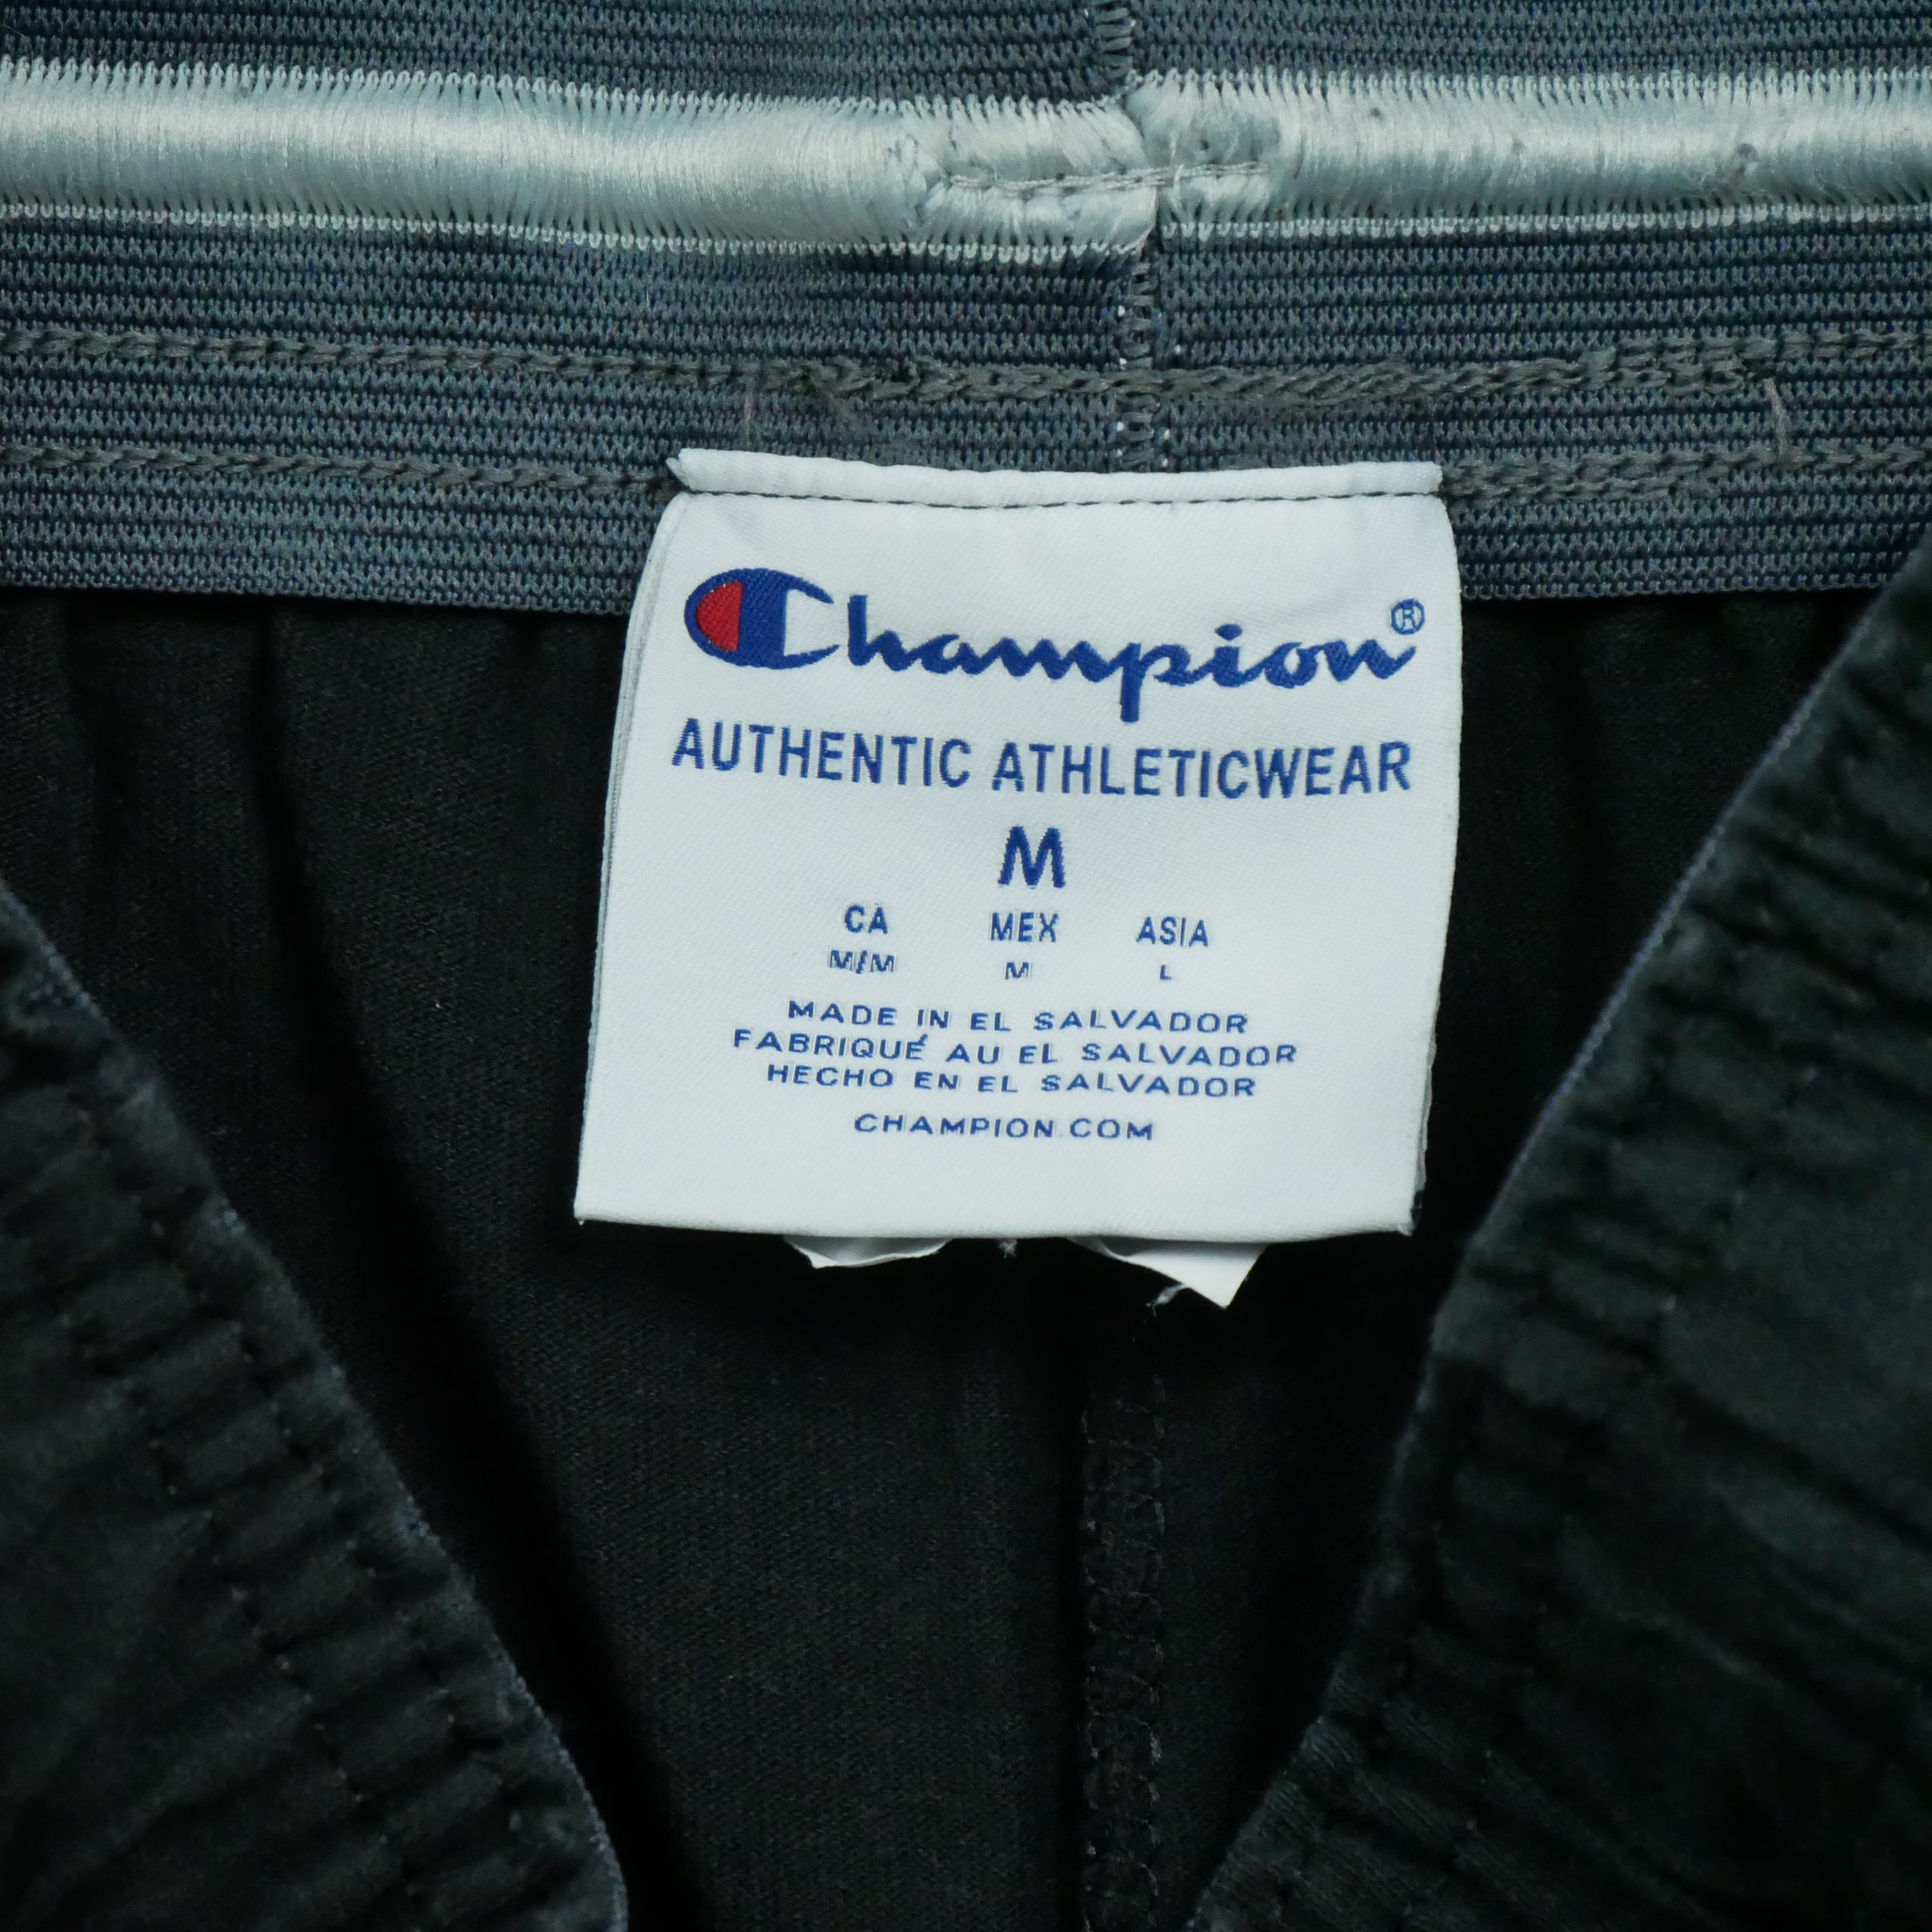 Champion®
AUTHENTIC ATHLETICWEAR
M
CA MEX ASIA
M/M M L
MADE IN EL SALVADOR
FABRIQUÉ AU EL SALVADOR
HECHO EN EL SALVADOR
CHAMPION.COM